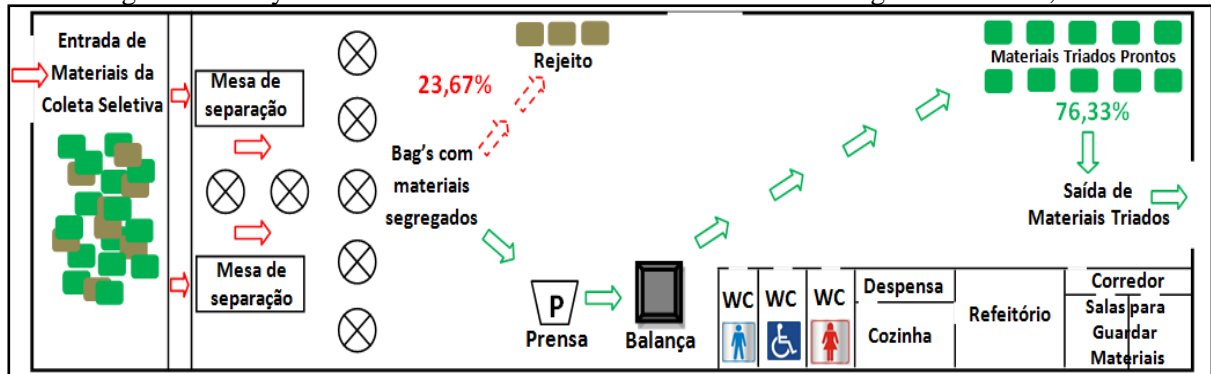 Entrada de
Materiais da
Coleta Seletiva
Mesa de
separação
Mesa de
separação
23,67%
Rejeito
Bag's com
materiais
segregados
P
Prensa
Balança
Materiais Triados Prontos
76,33%
Saída de
Materiais Triados
WC
WC
WC
Despensa
Cozinha
Refeitório
Corredor
Salas para
Guardar
Materiais